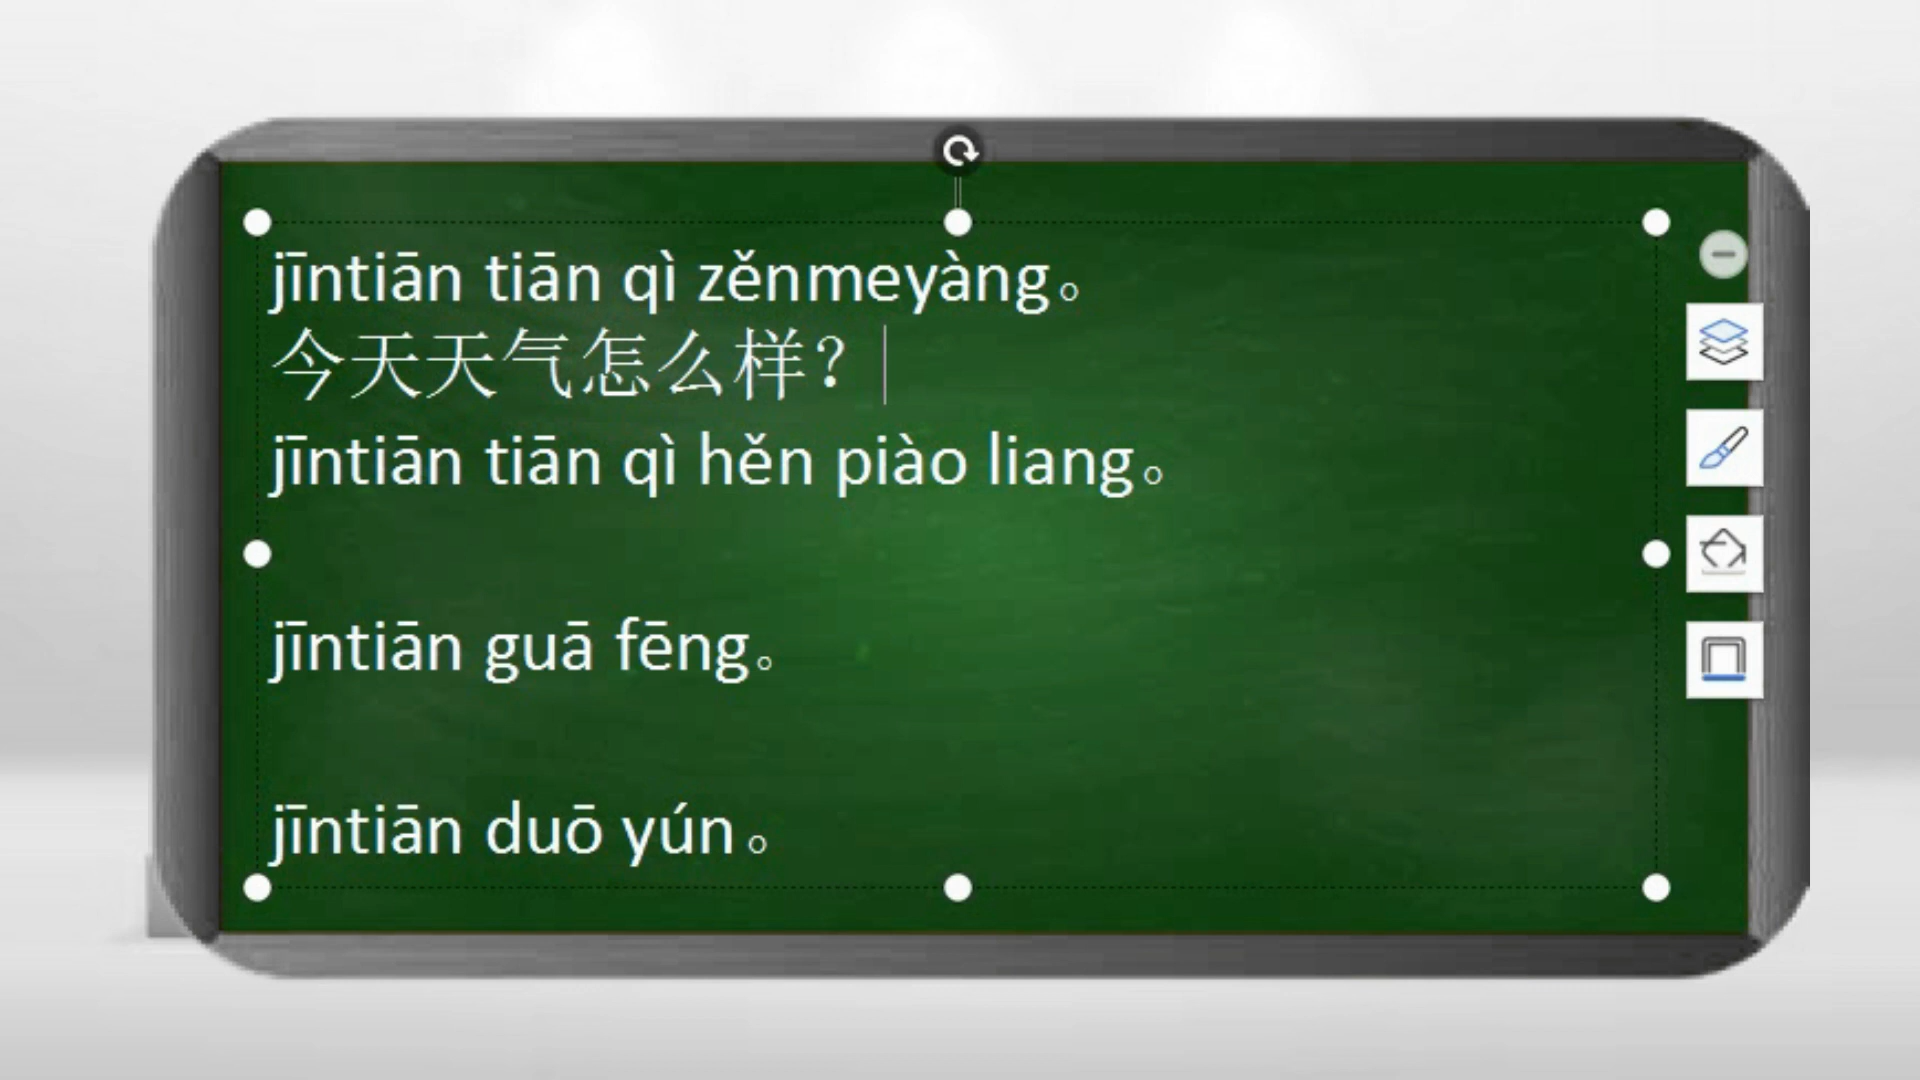 jīntiān tiān qì zěnmeyàng。
今天天气怎么样？
jīntiān tiān qì hěn piào liang。
jīntiān guā fēng。
jīntiān duō yún。